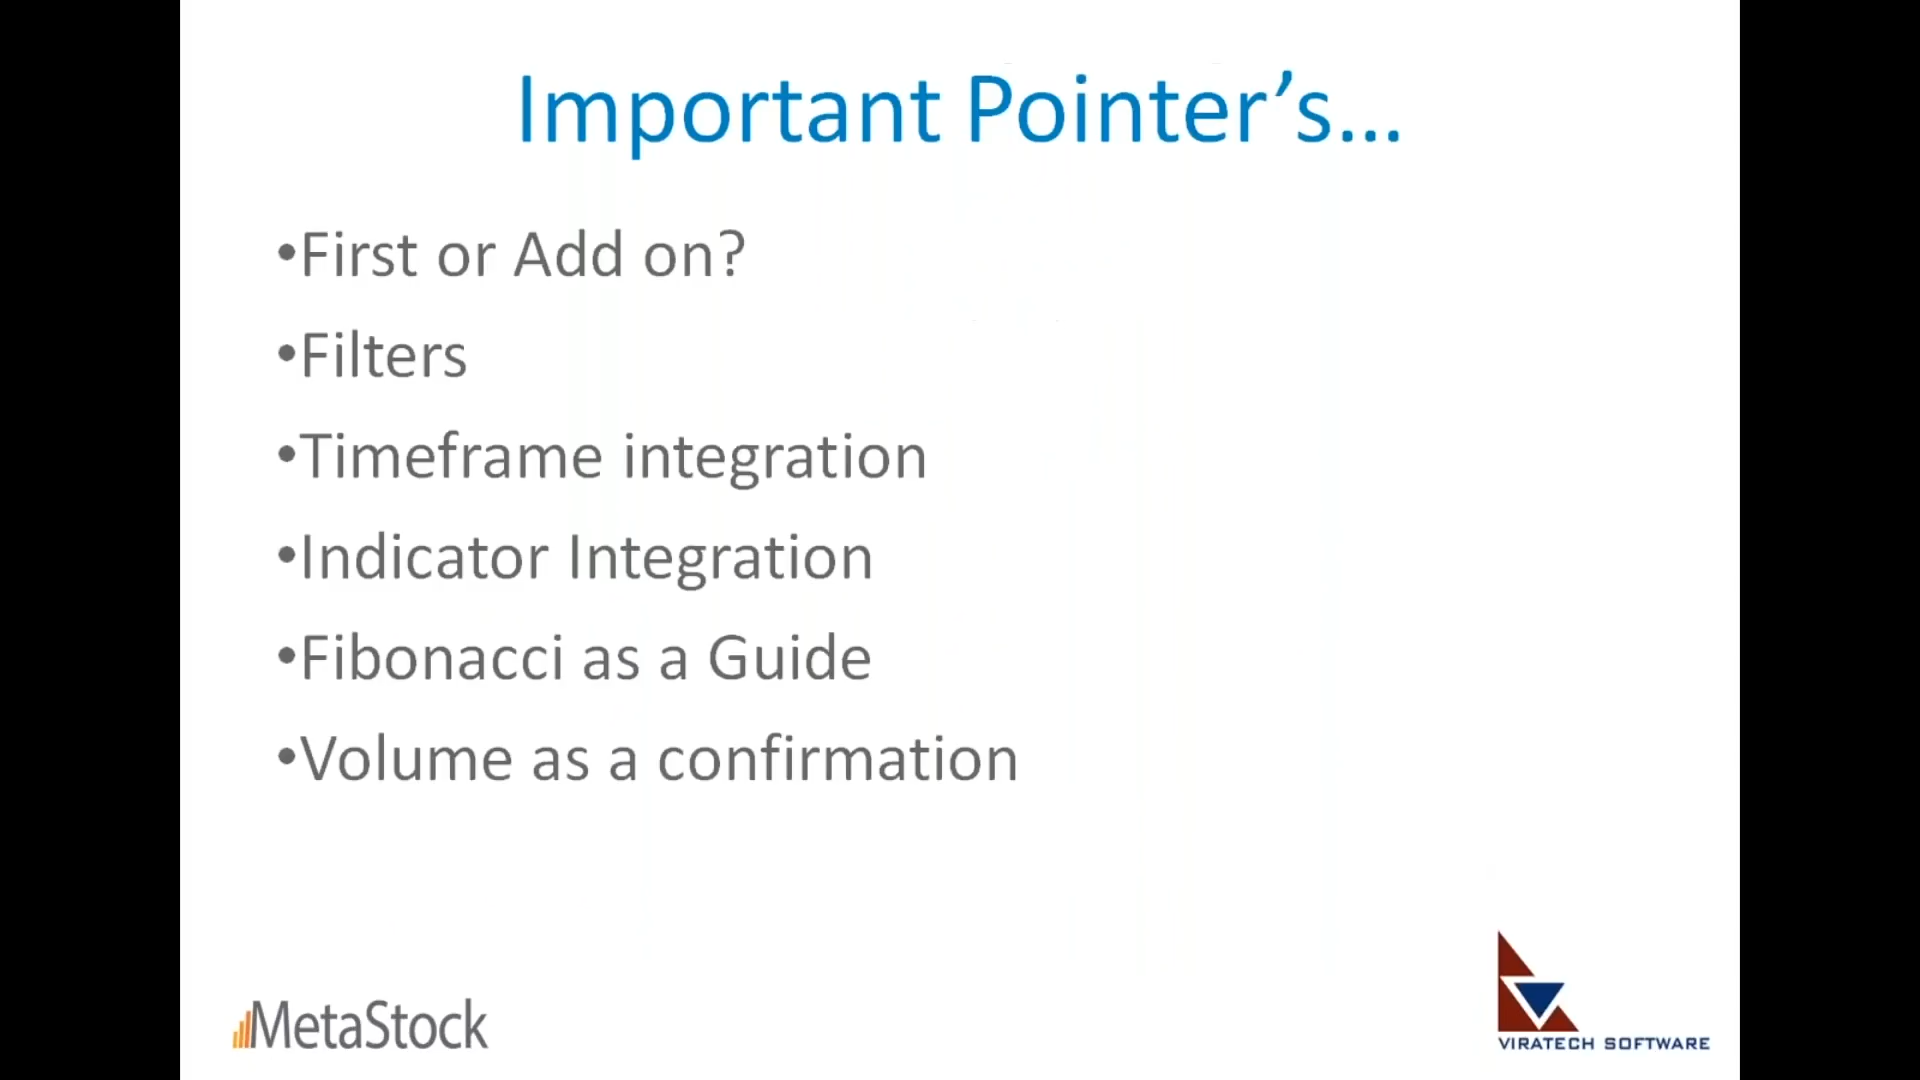 Important Pointer’s...
•First or Add on?
•Filters
•Timeframe integration
•Indicator Integration
•Fibonacci as a Guide
•Volume as a confirmation
MetaStock
VIRATECH SOFTWARE